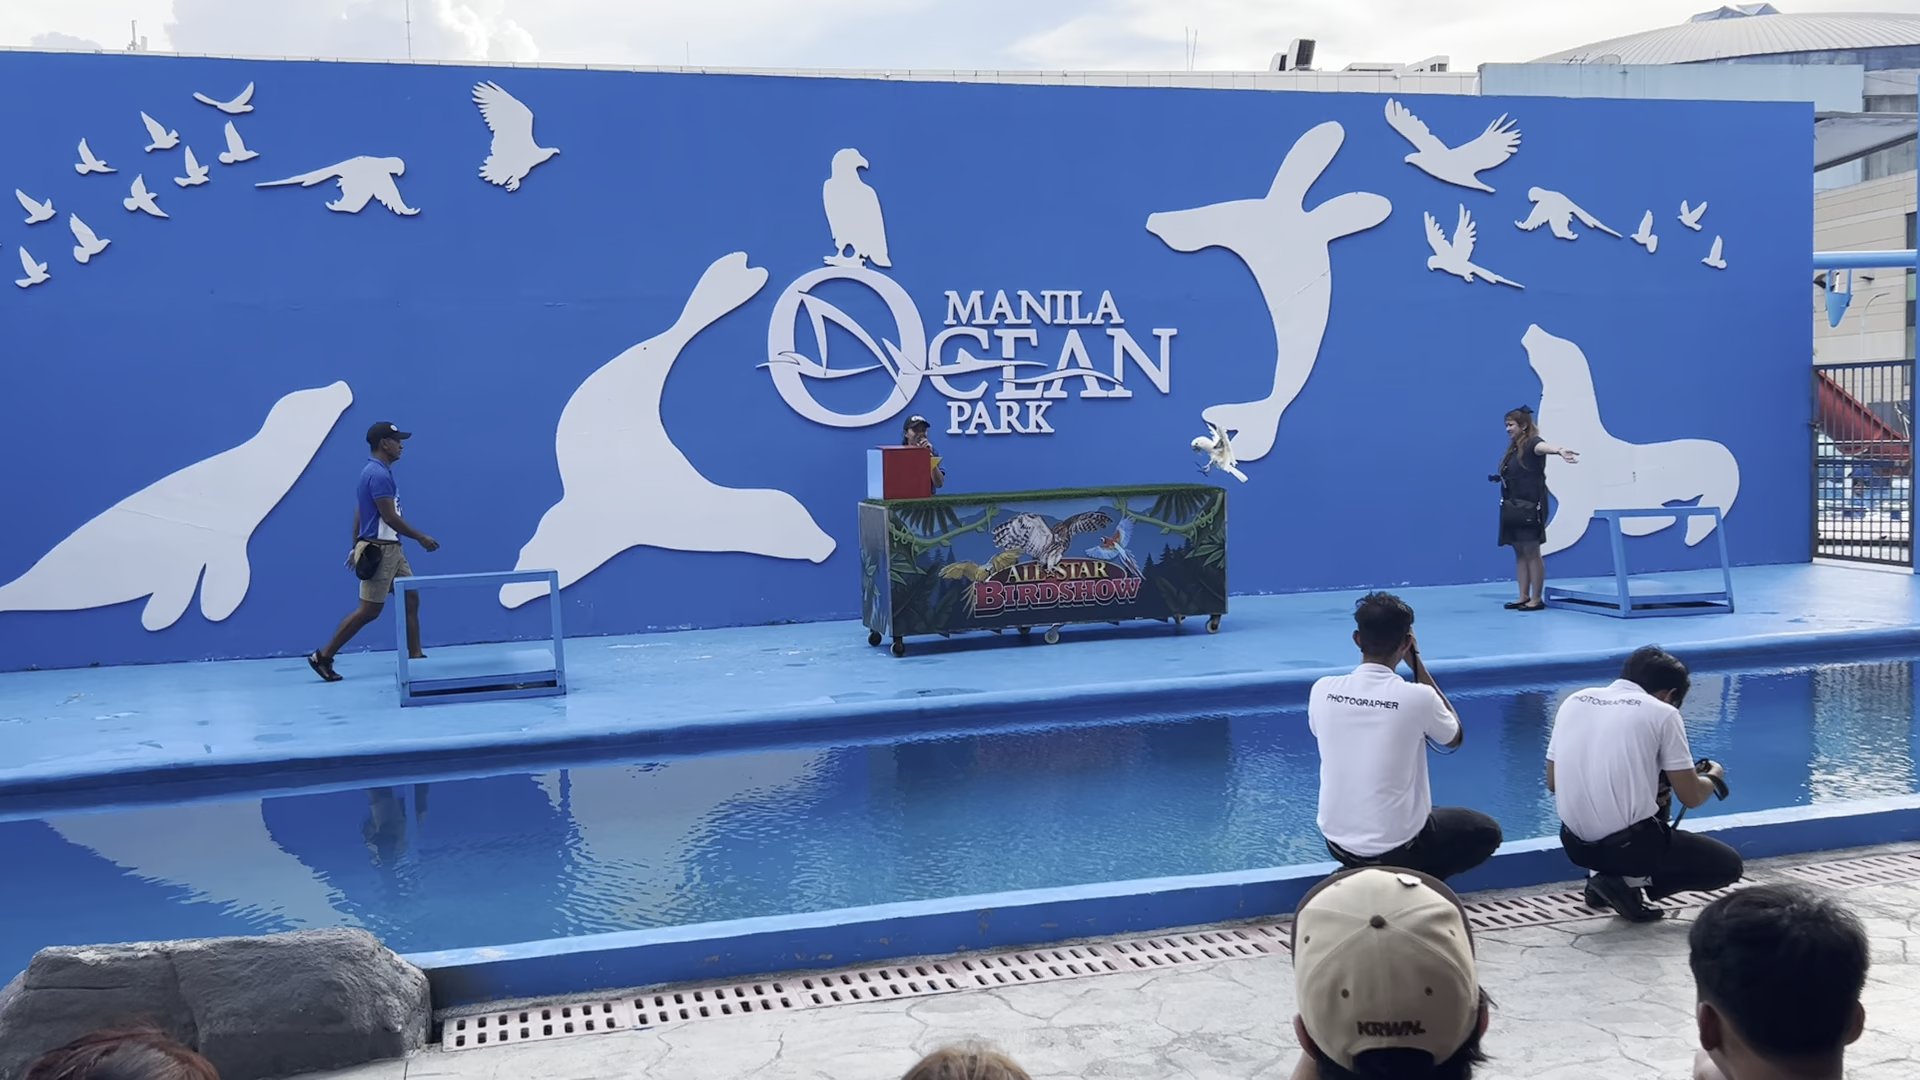 MANILA
OCEAN
PARK
ALL-STAR
BIRDSHOW
PHOTOGRAPHER
PHOTOGRAPHER
KRWN